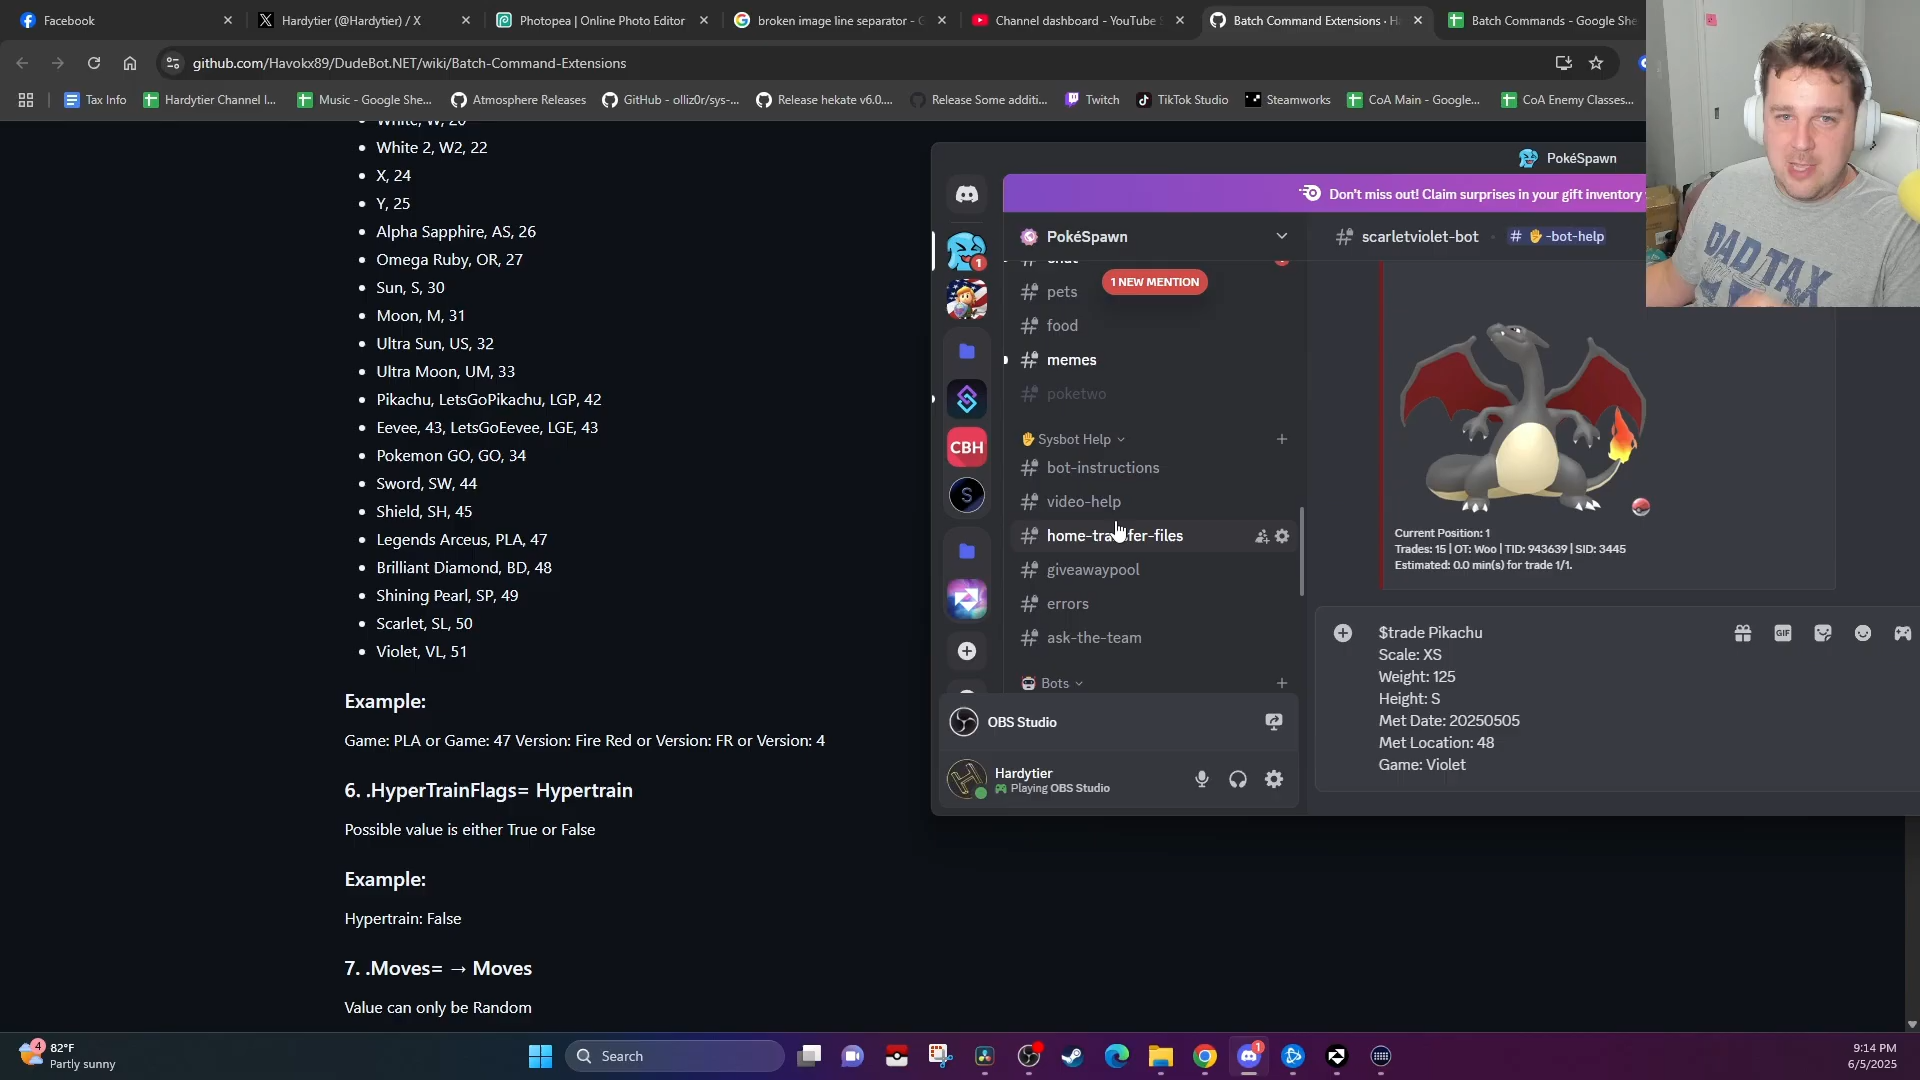 Facebook
Hardytier (@Hardytier) / X
Photopea | Online Photo Editor
broken image line separator - G
Channel dashboard - YouTube S
Batch Command Extensions · Ha
Batch Commands - Google She
github.com/Havokx89/DudeBot.NET/wiki/Batch-Command-Extensions
Tax Info
Hardytier Channel I...
Music - Google She...
Atmosphere Releases
GitHub - olliz0r/sys-...
Release hekate v6.0....
Release Some additi...
Twitch
TikTok Studio
Steamworks
CoA Main - Google...
CoA Enemy Classes...
White, W, 20
White 2, W2, 22
X, 24
Y, 25
Alpha Sapphire, AS, 26
Omega Ruby, OR, 27
Sun, S, 30
Moon, M, 31
Ultra Sun, US, 32
Ultra Moon, UM, 33
Pikachu, LetsGoPikachu, LGP, 42
Eevee, 43, LetsGoEevee, LGE, 43
Pokemon GO, GO, 34
Sword, SW, 44
Shield, SH, 45
Legends Arceus, PLA, 47
Brilliant Diamond, BD, 48
Shining Pearl, SP, 49
Scarlet, SL, 50
Violet, VL, 51
Example:
Game: PLA or Game: 47 Version: Fire Red or Version: FR or Version: 4
6. .HyperTrainFlags= Hypertrain
Possible value is either True or False
Example:
Hypertrain: False
7. .Moves= → Moves
Value can only be Random
PokéSpawn
Don't miss out! Claim surprises in your gift inventory
PokéSpawn
scarletviolet-bot
# ✋-bot-help
chat
1 NEW MENTION
pets
food
memes
poketwo
✋Sysbot Help
bot-instructions
video-help
home-transfer-files
giveawaypool
errors
ask-the-team
Bots
CBH
S
1
OBS Studio
Hardytier
Playing OBS Studio
Current Position: 1
Trades: 15 | OT: Woo | TID: 943639 | SID: 3445
Estimated: 0.0 min(s) for trade 1/1.
$trade Pikachu
Scale: XS
Weight: 125
Height: S
Met Date: 20250505
Met Location: 48
Game: Violet
GIF
DAD TAX
4
82°F
Partly sunny
Search
1
9:14 PM
6/5/2025